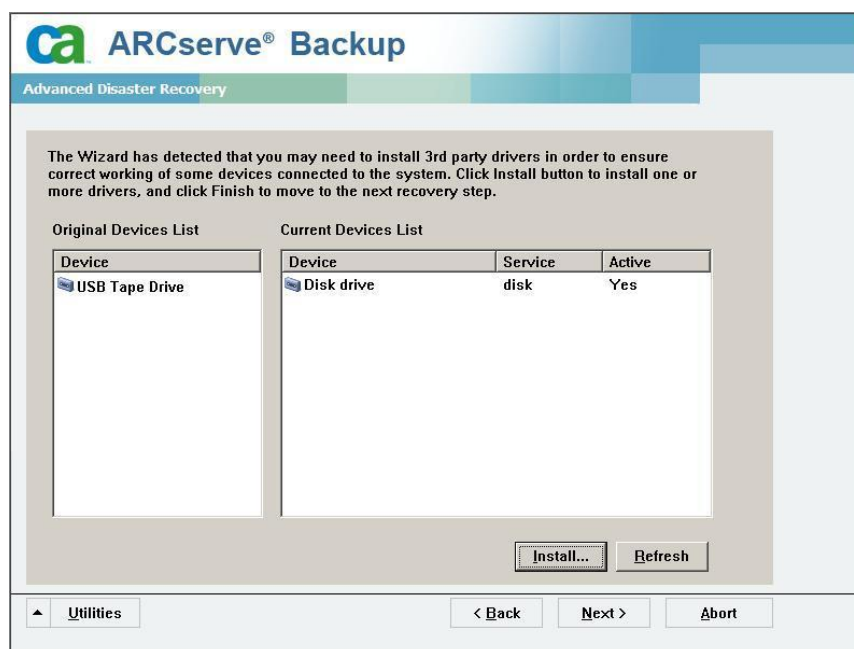 ca ARCserve® Backup
Advanced Disaster Recovery
The Wizard has detected that you may need to install 3rd party drivers in order to ensure
correct working of some devices connected to the system. Click Install button to install one or
more drivers, and click Finish to move to the next recovery step.
Original Devices List
Current Devices List
Device
Device Service Active
USB Tape Drive
Disk drive disk Yes
Install... Refresh
Utilities < Back Next > Abort